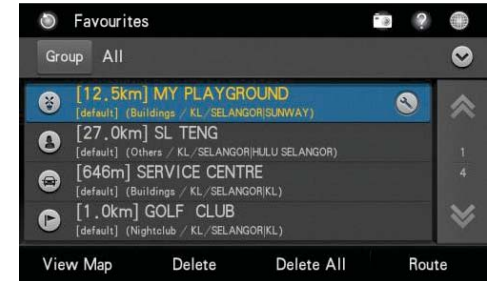 Favourites
?
Group All
[12.5km] MY PLAYGROUND
[default] (Buildings / KL/SELANGOR|SUNWAY)
[27.0km] SL TENG
[default] (Others / KL/SELANGOR|HULU SELANGOR)
1
[646m] SERVICE CENTRE
4
[default] (Buildings / KL/SELANGOR|KL)
[1.0km] GOLF CLUB
[default] (Nightclub / KL/SELANGOR|KL)
View Map Delete Delete All Route